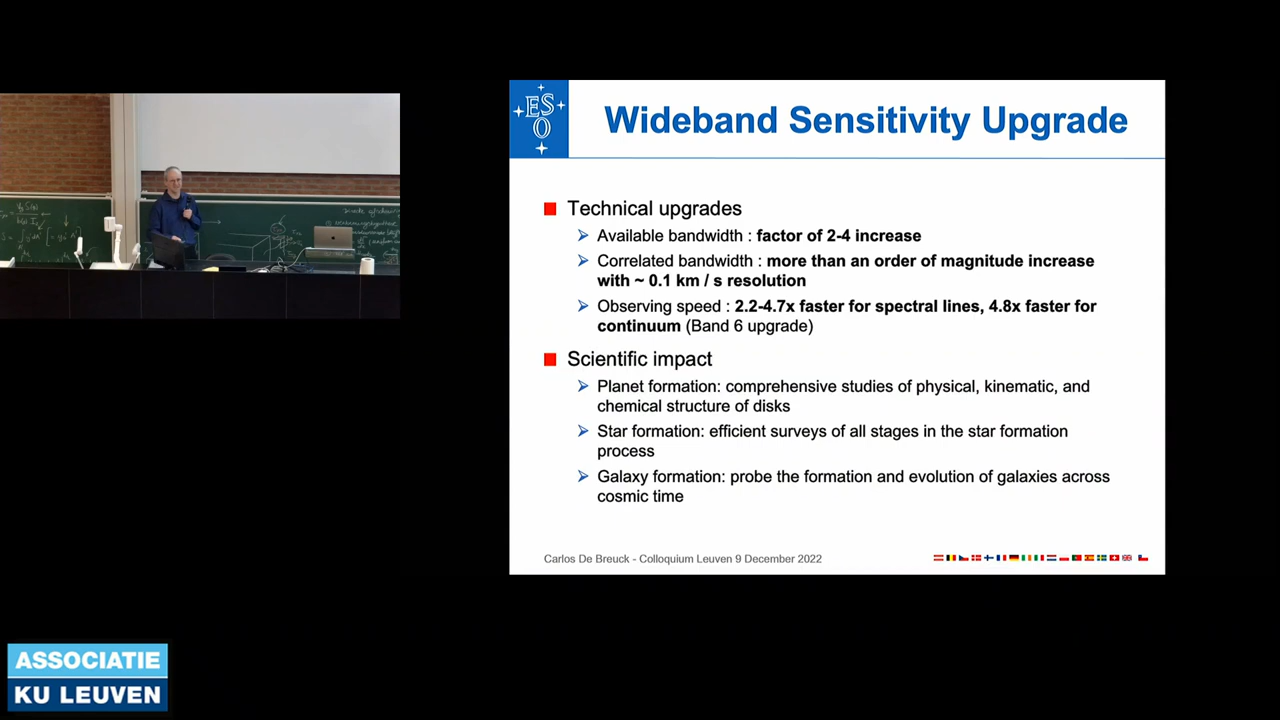 ESO
Wideband Sensitivity Upgrade
Technical upgrades
Available bandwidth : factor of 2-4 increase
Correlated bandwidth : more than an order of magnitude increase
with ~ 0.1 km / s resolution
Observing speed : 2.2-4.7x faster for spectral lines, 4.8x faster for
continuum (Band 6 upgrade)
Scientific impact
Planet formation: comprehensive studies of physical, kinematic, and
chemical structure of disks
Star formation: efficient surveys of all stages in the star formation
process
Galaxy formation: probe the formation and evolution of galaxies across
cosmic time
Carlos De Breuck - Colloquium Leuven 9 December 2022
ASSOCIATIE
KU LEUVEN